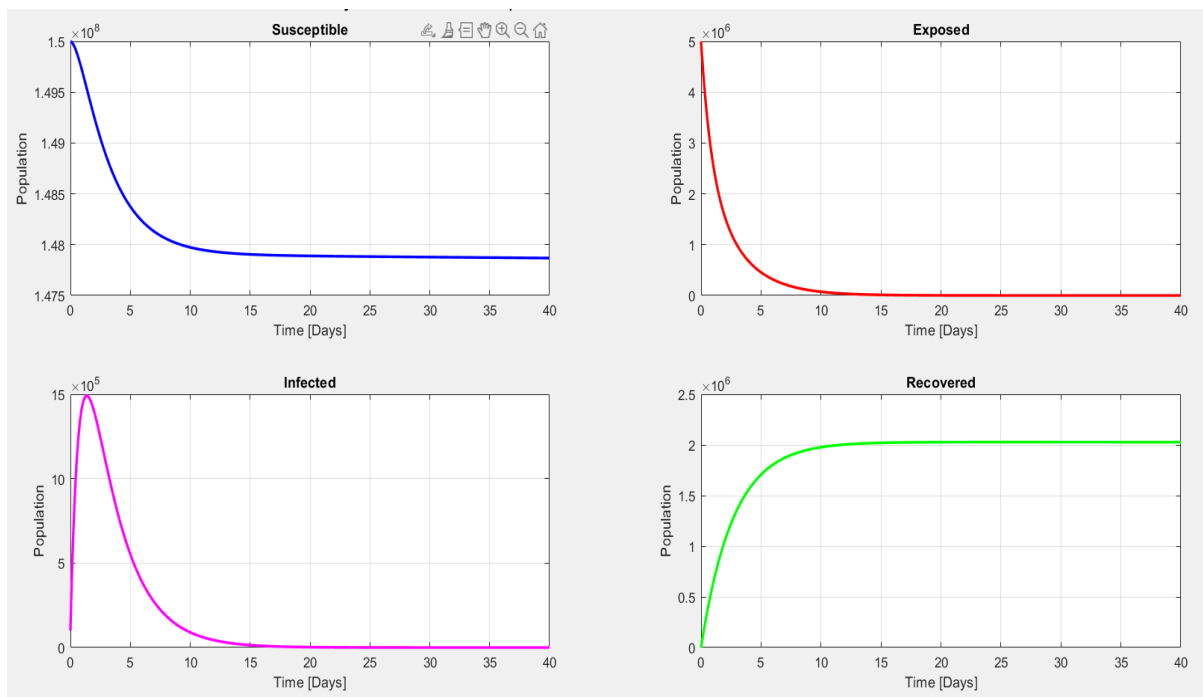 Susceptible
×10^8
1.5
1.495
1.49
1.485
1.48
1.475
Population
0 5 10 15 20 25 30 35 40
Time [Days]
Exposed
×10^6
5
4
3
2
1
0
Population
0 5 10 15 20 25 30 35 40
Time [Days]
Infected
×10^5
15
10
5
0
Population
0 5 10 15 20 25 30 35 40
Time [Days]
Recovered
×10^6
2.5
2
1.5
1
0.5
0
Population
0 5 10 15 20 25 30 35 40
Time [Days]